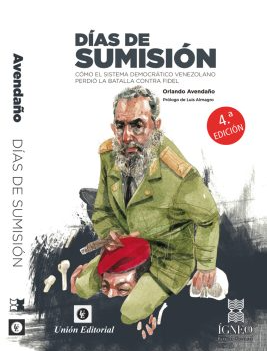 Avendaño
DÍAS DE SUMISIÓN
DÍAS DE
SUMISIÓN
CÓMO EL SISTEMA DEMOCRÁTICO VENEZOLANO
PERDIÓ LA BATALLA CONTRA FIDEL
Orlando Avendaño
Prólogo de Luis Almagro
4.ª
EDICIÓN
Unión Editorial
ÍGNEO